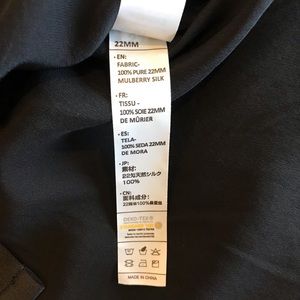 22MM
· EN:
FABRIC-
100% PURE 22MM
MULBERRY SILK
· FR:
TISSU -
100% SOIE 22MM
DE MÛRIER
· ES:
TELA-
100% SEDA 22MM
DE MORA
· JP:
素材:
22匁天然シルク
100%
· CN:
面料成分:
22姆米100%桑蚕丝
OEKO-TEX®
MADE IN CHINA